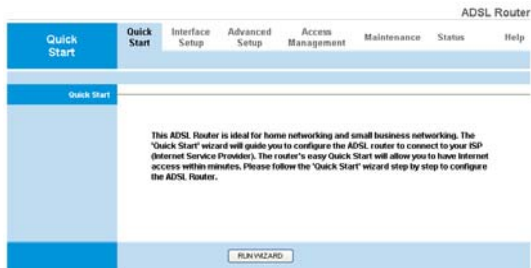 ADSL Router
Quick Start
Quick Start
Interface Setup
Advanced Setup
Access Management
Maintenance
Status
Help
Quick Start
This ADSL Router is ideal for home networking and small business networking. The
'Quick Start' wizard will guide you to configure the ADSL router to connect to your ISP
(Internet Service Provider). The router's easy Quick Start will allow you to have Internet
access within minutes. Please follow the 'Quick Start' wizard step by step to configure
the ADSL Router.
RUN WIZARD